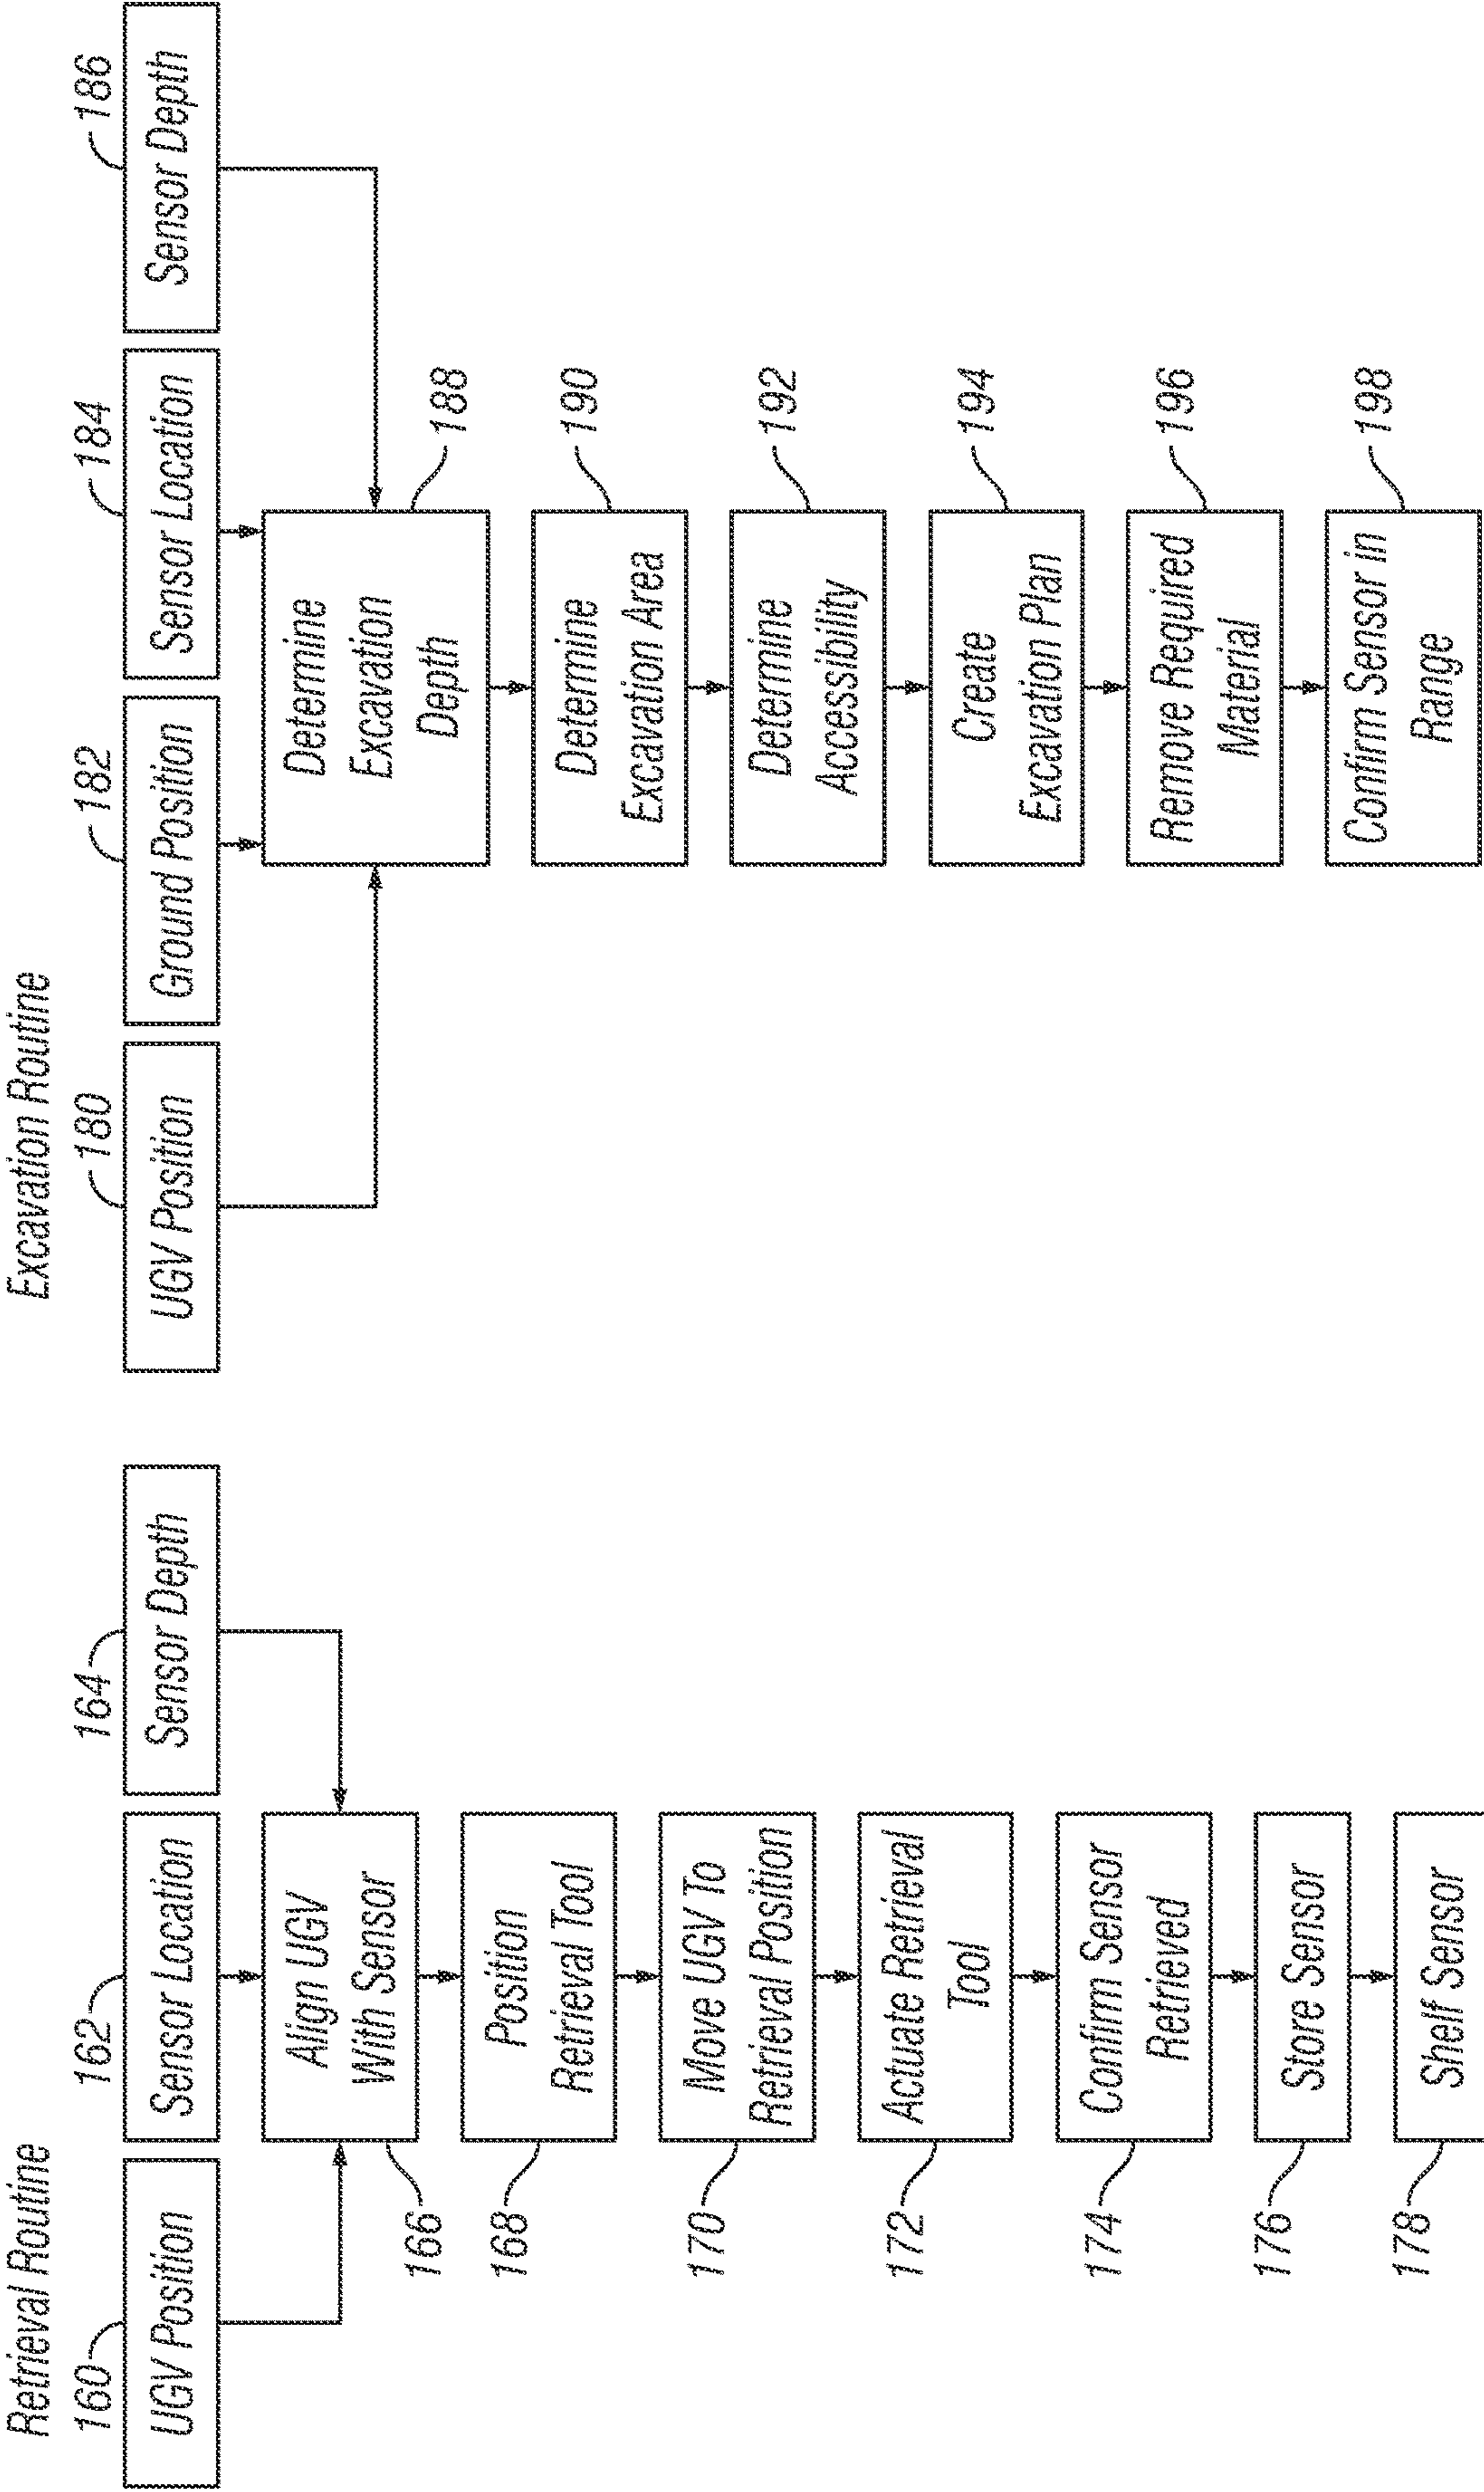 Retrieval Routine
160
UGV Position
162
Sensor Location
164
Sensor Depth
Align UGV
With Sensor
166
Position
Retrieval Tool
168
Move UGV To
Retrieval Position
170
Actuate Retrieval
Tool
172
Confirm Sensor
Retrieved
174
Store Sensor
176
Shelf Sensor
178
Excavation Routine
180
UGV Position
182
Ground Position
184
Sensor Location
186
Sensor Depth
Determine
Excavation
Depth
188
Determine
Excavation Area
190
Determine
Accessibility
192
Create
Excavation Plan
194
Remove Required
Material
196
Confirm Sensor in
Range
198